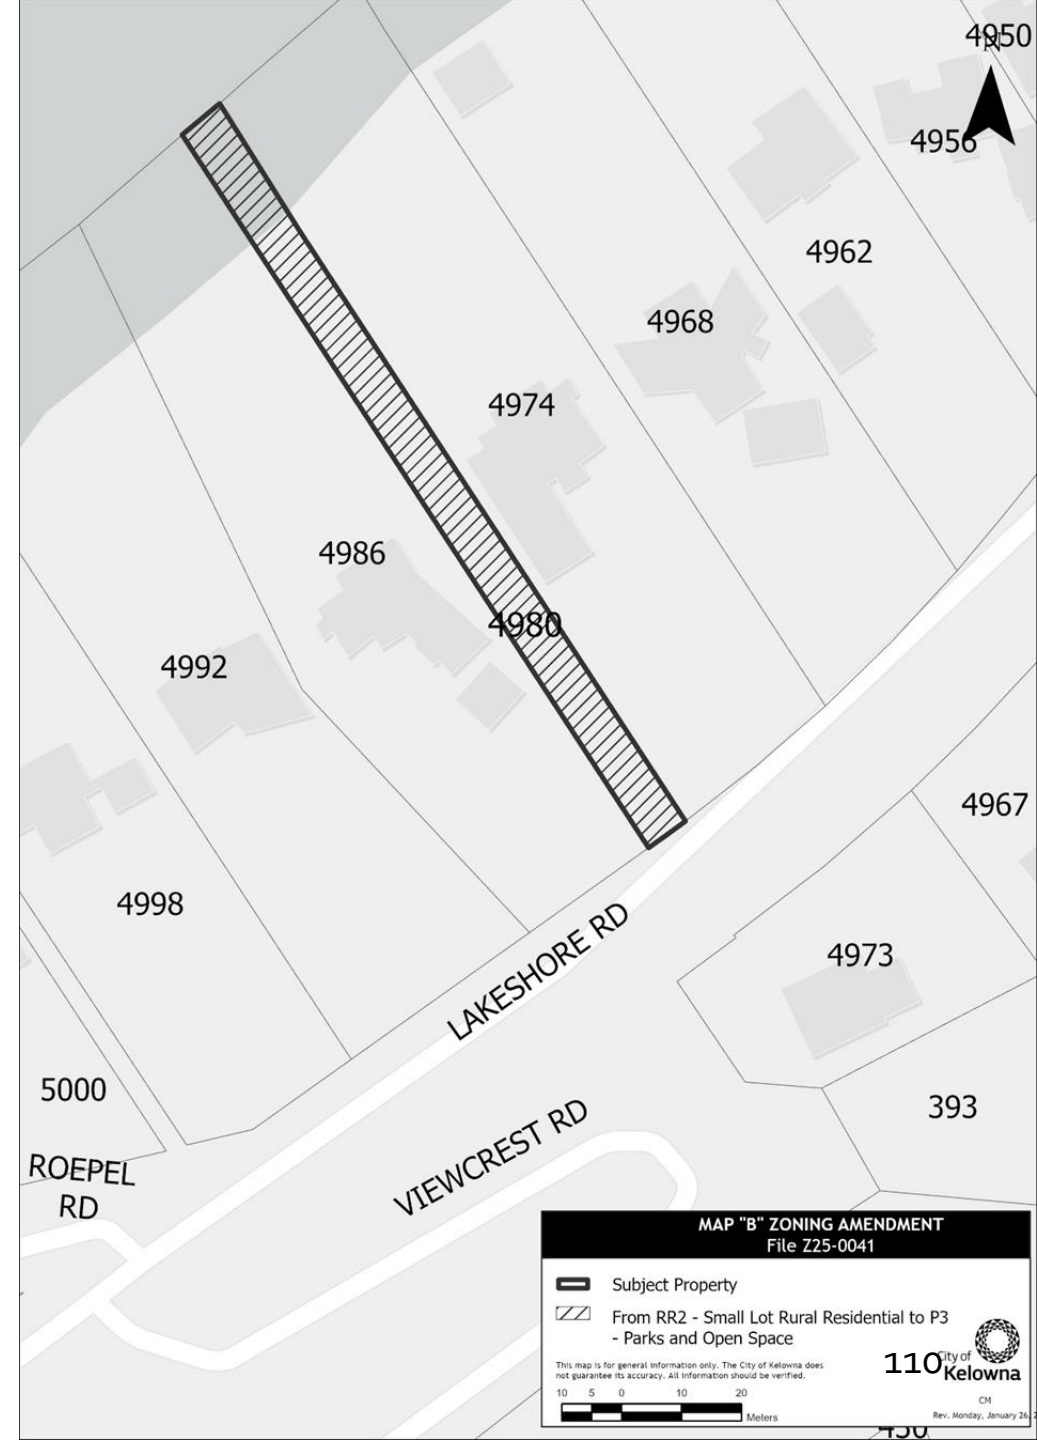 4950
N
4956
4962
4968
4974
4986
4980
4992
4967
4998
4973
LAKESHORE RD
5000
393
VIEWCREST RD
ROEPEL
RD
MAP "B" ZONING AMENDMENT
File Z25-0041
Subject Property
From RR2 - Small Lot Rural Residential to P3
- Parks and Open Space
This map is for general information only. The City of Kelowna does
not guarantee its accuracy. All information should be verified.
110
City of
Kelowna
10 5 0 10 20
Meters
CM
Rev. Monday, January 26, 2